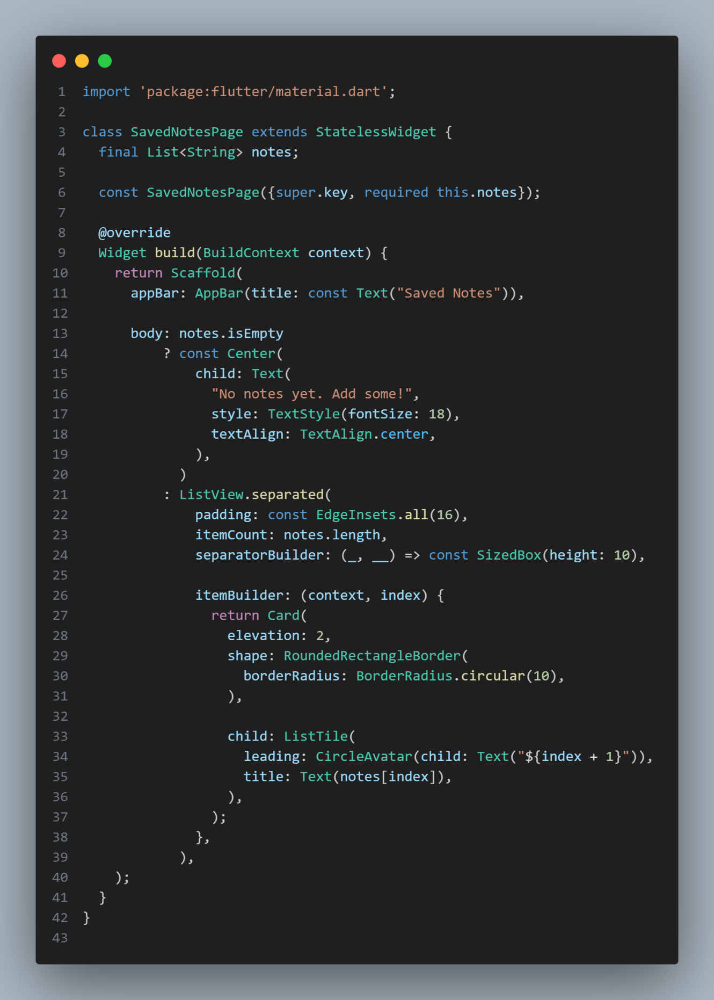 1 import 'package:flutter/material.dart';
2
3 class SavedNotesPage extends StatelessWidget {
4   final List<String> notes;
5
6   const SavedNotesPage({super.key, required this.notes});
7
8   @override
9   Widget build(BuildContext context) {
10     return Scaffold(
11       appBar: AppBar(title: const Text("Saved Notes")),
12
13       body: notes.isEmpty
14           ? const Center(
15               child: Text(
16                 "No notes yet. Add some!",
17                 style: TextStyle(fontSize: 18),
18                 textAlign: TextAlign.center,
19               ),
20             )
21           : ListView.separated(
22               padding: const EdgeInsets.all(16),
23               itemCount: notes.length,
24               separatorBuilder: (_, __) => const SizedBox(height: 10),
25
26               itemBuilder: (context, index) {
27                 return Card(
28                   elevation: 2,
29                   shape: RoundedRectangleBorder(
30                     borderRadius: BorderRadius.circular(10),
31                   ),
32
33                   child: ListTile(
34                     leading: CircleAvatar(child: Text("${index + 1}")),
35                     title: Text(notes[index]),
36                   ),
37                 );
38               },
39             ),
40     );
41   }
42 }
43